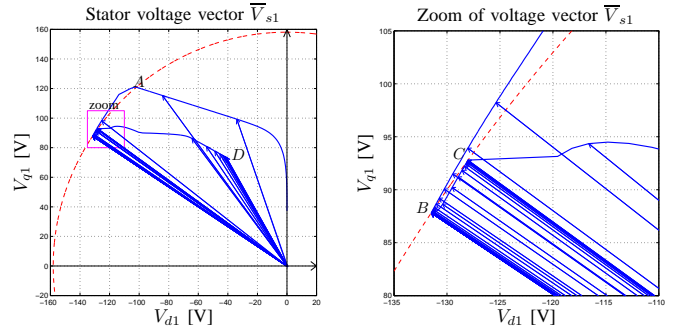 Stator voltage vector V̅s1
160
140
120
100
80
60
40
20
0
−20
−160 −140 −120 −100 −80 −60 −40 −20 0 20
Vq1 [V]
Vd1 [V]
A
zoom
D
Zoom of voltage vector V̅s1
105
100
95
90
85
80
−135 −130 −125 −120 −115 −110
Vq1 [V]
Vd1 [V]
C
B